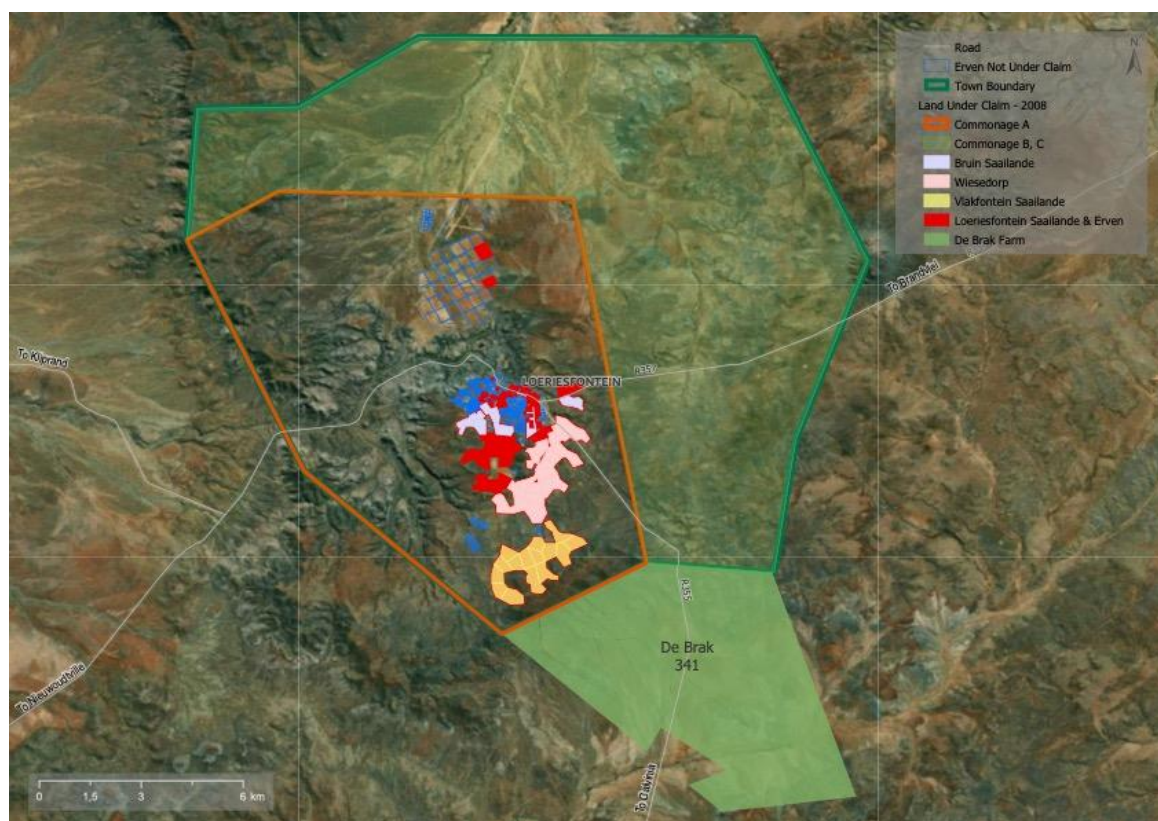 N
Road
Erven Not Under Claim
Town Boundary
Land Under Claim - 2008
Commonage A
Commonage B, C
Bruin Saailande
Wiesedorp
Vlakfontein Saailande
Loeriesfontein Saailande & Erven
De Brak Farm
To Brandvlei
To Kliprand
LOERIESFONTEIN
R357
R355
De Brak
341
To Nieuwoudtville
To Calvinia
0 1,5 3 6 km